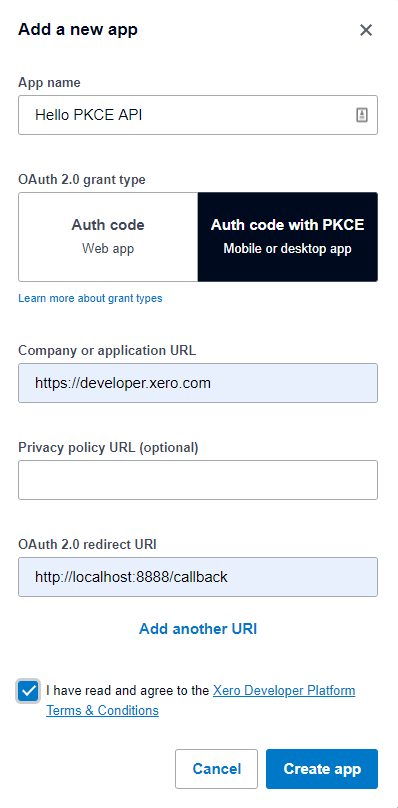 Add a new app
App name
Hello PKCE API
OAuth 2.0 grant type
Auth code
Web app
Auth code with PKCE
Mobile or desktop app
Learn more about grant types
Company or application URL
https://developer.xero.com
Privacy policy URL (optional)
OAuth 2.0 redirect URI
http://localhost:8888/callback
Add another URI
I have read and agree to the Xero Developer Platform
Terms & Conditions
Cancel
Create app